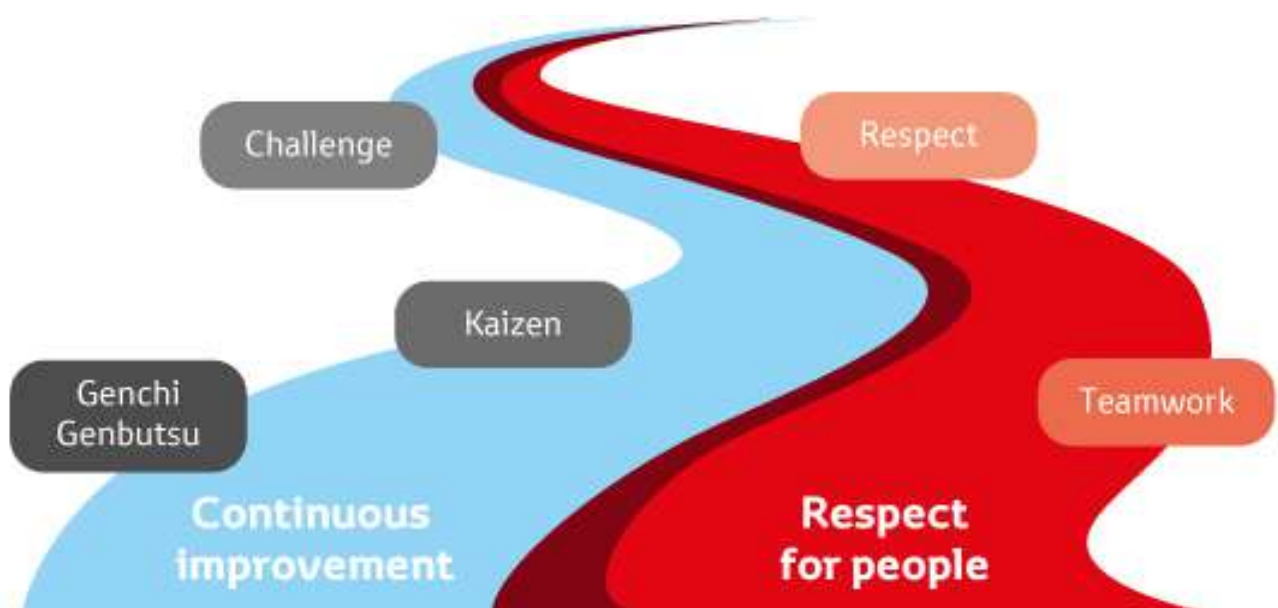 Challenge
Respect
Kaizen
Genchi
Genbutsu
Teamwork
Continuous
improvement
Respect
for people